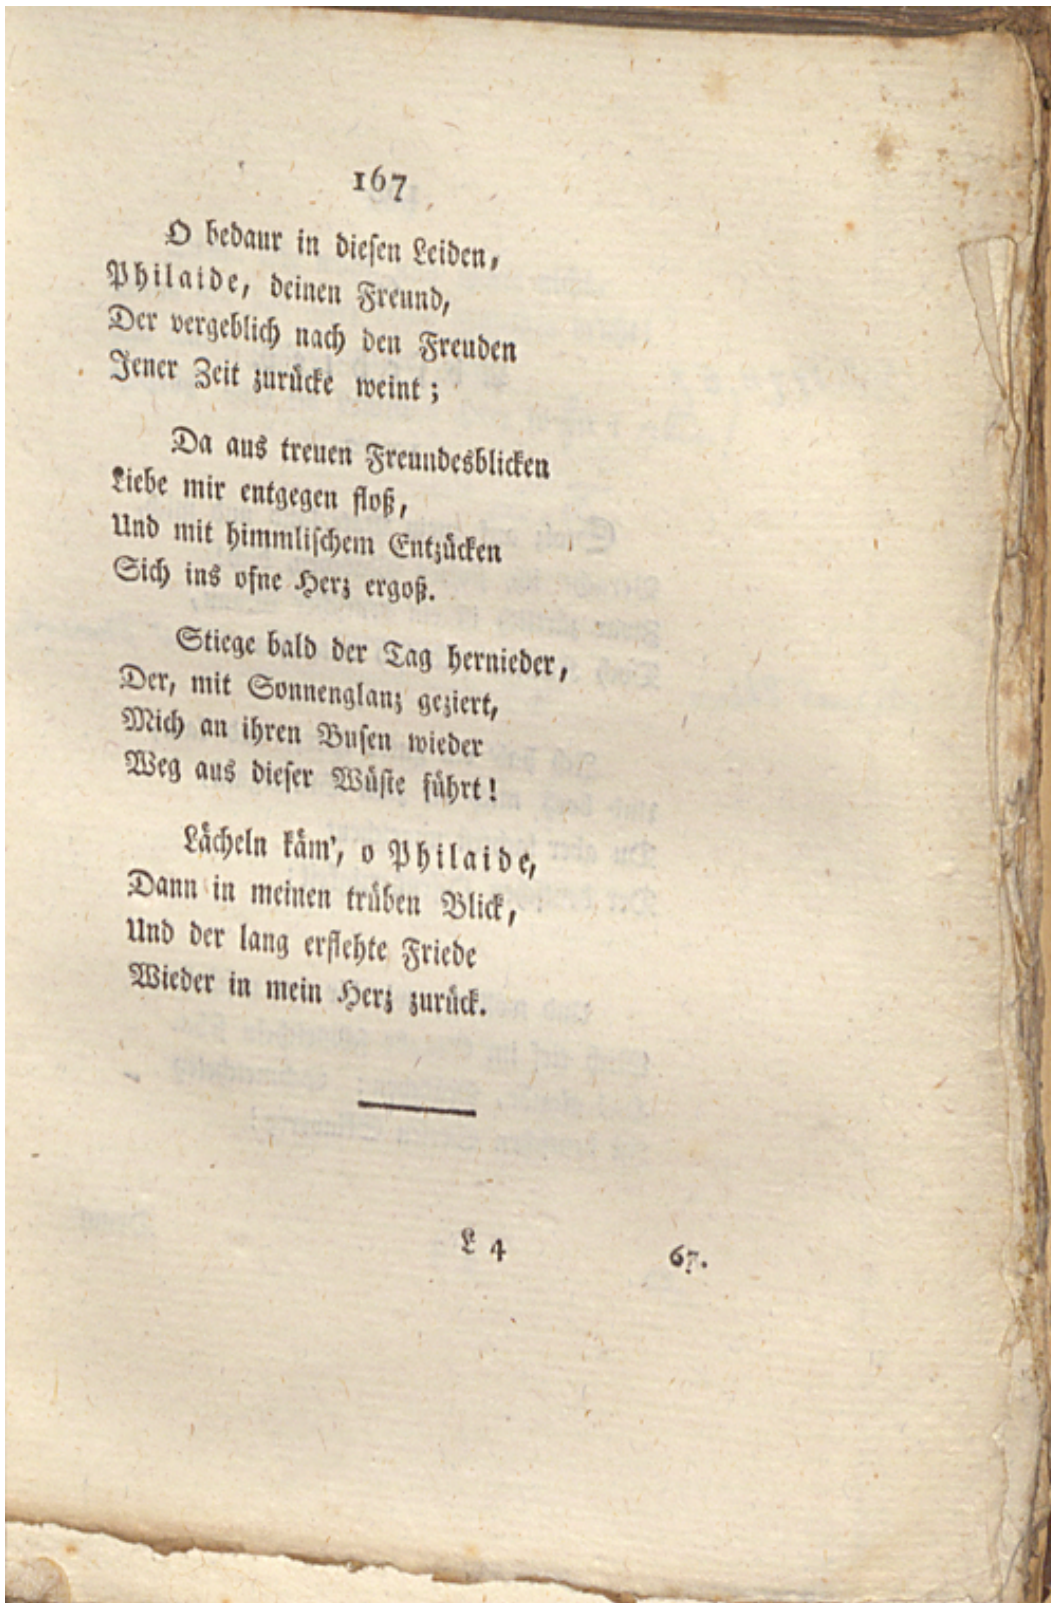 167
O bedaur in dieſen Leiden,
Philaide, deinen Freund,
Der vergeblich nach den Freuden
Jener Zeit zurücke weint;
Da aus treuen Freundesblicken
Liebe mir entgegen floß,
Und mit himmliſchem Entzücken
Sich ins ofne Herz ergoß.
Stiege bald der Tag hernieder,
Der, mit Sonnenglanz geziert,
Mich an ihren Buſen wieder
Weg aus dieſer Wüſte führt!
Lächeln käm', o Philaide,
Dann in meinen trüben Blick,
Und der lang erflehte Friede
Wieder in mein Herz zurück.
L 4 67.